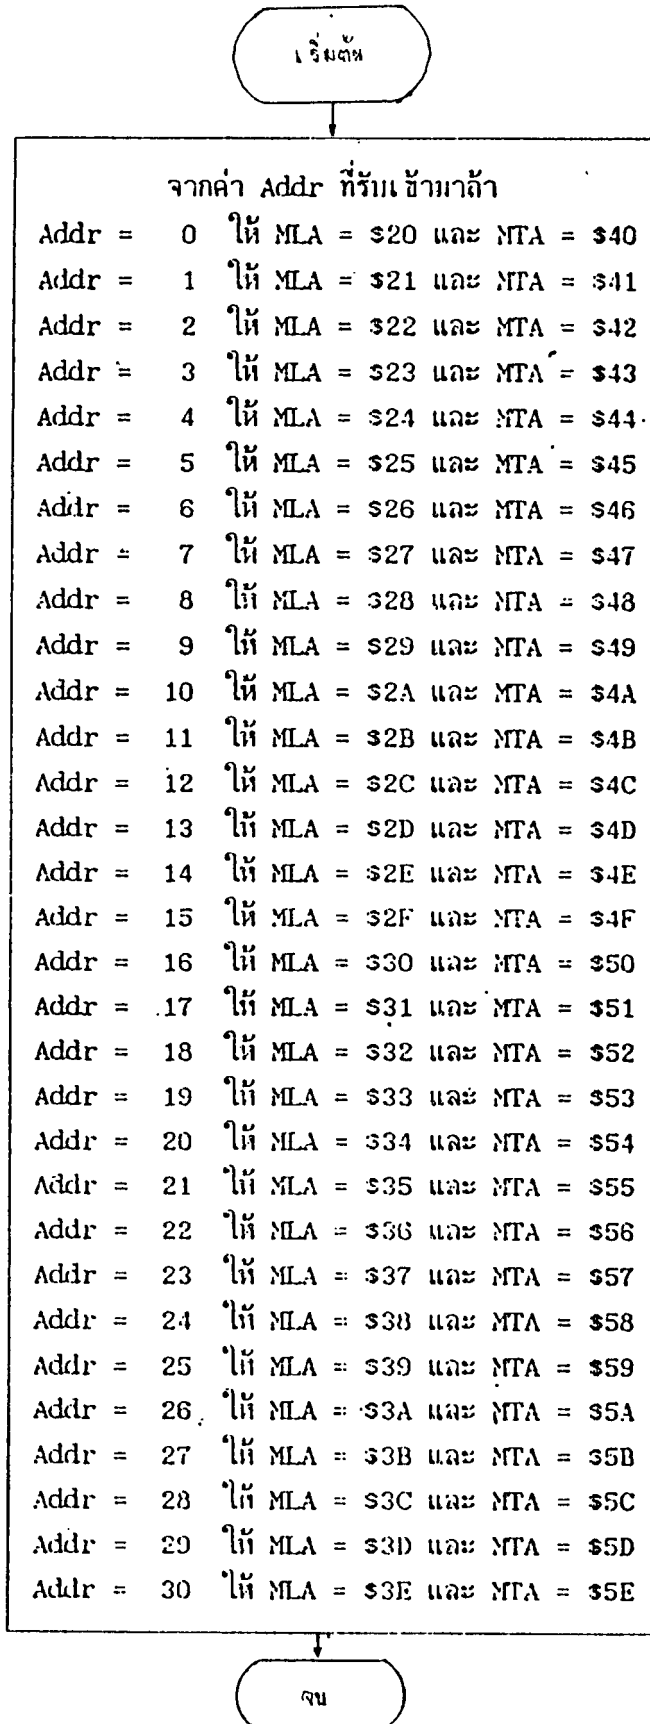 เริ่มต้น
จากค่า Addr ที่รับเข้ามาถ้า
Addr = 0 ให้ MLA = $20 และ MTA = $40
Addr = 1 ให้ MLA = $21 และ MTA = $41
Addr = 2 ให้ MLA = $22 และ MTA = $42
Addr = 3 ให้ MLA = $23 และ MTA = $43
Addr = 4 ให้ MLA = $24 และ MTA = $44
Addr = 5 ให้ MLA = $25 และ MTA = $45
Addr = 6 ให้ MLA = $26 และ MTA = $46
Addr = 7 ให้ MLA = $27 และ MTA = $47
Addr = 8 ให้ MLA = $28 และ MTA = $48
Addr = 9 ให้ MLA = $29 และ MTA = $49
Addr = 10 ให้ MLA = $2A และ MTA = $4A
Addr = 11 ให้ MLA = $2B และ MTA = $4B
Addr = 12 ให้ MLA = $2C และ MTA = $4C
Addr = 13 ให้ MLA = $2D และ MTA = $4D
Addr = 14 ให้ MLA = $2E และ MTA = $4E
Addr = 15 ให้ MLA = $2F และ MTA = $4F
Addr = 16 ให้ MLA = $30 และ MTA = $50
Addr = 17 ให้ MLA = $31 และ MTA = $51
Addr = 18 ให้ MLA = $32 และ MTA = $52
Addr = 19 ให้ MLA = $33 และ MTA = $53
Addr = 20 ให้ MLA = $34 และ MTA = $54
Addr = 21 ให้ MLA = $35 และ MTA = $55
Addr = 22 ให้ MLA = $36 และ MTA = $56
Addr = 23 ให้ MLA = $37 และ MTA = $57
Addr = 24 ให้ MLA = $38 และ MTA = $58
Addr = 25 ให้ MLA = $39 และ MTA = $59
Addr = 26 ให้ MLA = $3A และ MTA = $5A
Addr = 27 ให้ MLA = $3B และ MTA = $5B
Addr = 28 ให้ MLA = $3C และ MTA = $5C
Addr = 29 ให้ MLA = $3D และ MTA = $5D
Addr = 30 ให้ MLA = $3E และ MTA = $5E
จบ